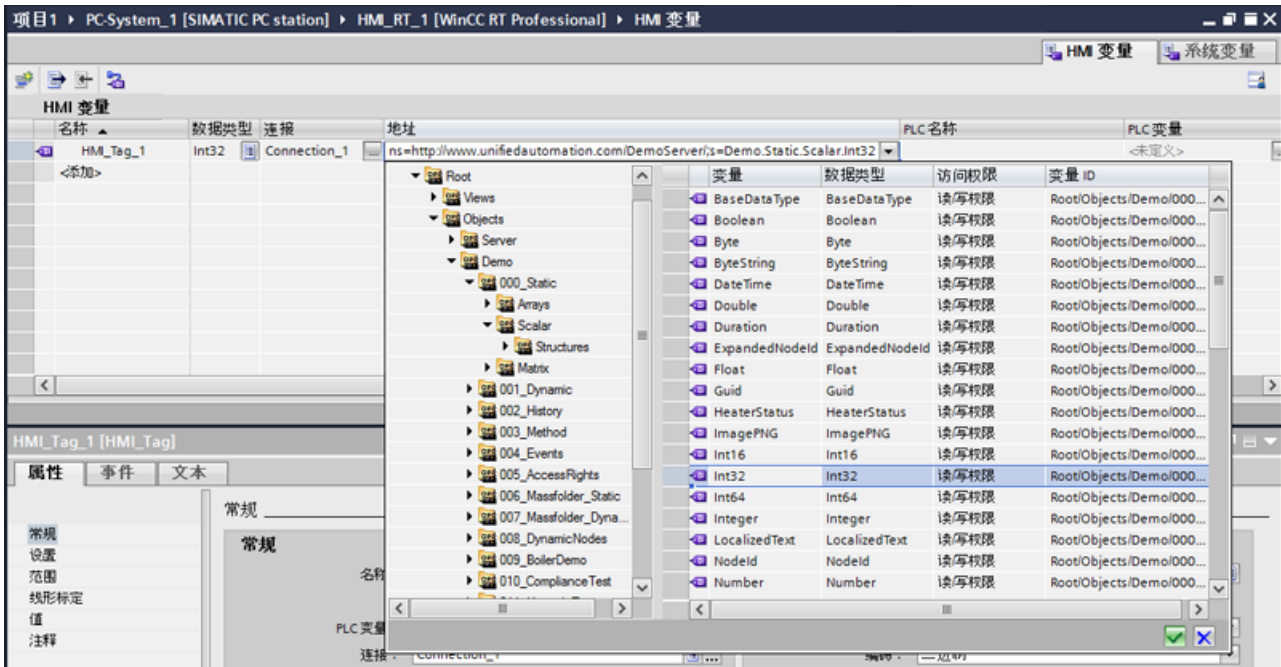 项目1 ▸ PC-System_1 [SIMATIC PC station] ▸ HMI_RT_1 [WinCC RT Professional] ▸ HMI 变量
HMI 变量 系统变量
HMI 变量
名称 数据类型 连接 地址 PLC 名称 PLC 变量
HMI_Tag_1 Int32 Connection_1 ... ns=http://www.unifiedautomation.com/DemoServer/;s=Demo.Static.Scalar.Int32 <未定义>
<添加>
Root
Views
Objects
Server
Demo
000_Static
Arrays
Scalar
Structures
Matrix
001_Dynamic
002_History
003_Method
004_Events
005_AccessRights
006_Massfolder_Static
007_Massfolder_Dyna...
008_DynamicNodes
009_BoilerDemo
010_ComplianceTest
变量 数据类型 访问权限 变量 ID
BaseDataType BaseDataType 读/写权限 Root/Objects/Demo/000...
Boolean Boolean 读/写权限 Root/Objects/Demo/000...
Byte Byte 读/写权限 Root/Objects/Demo/000...
ByteString ByteString 读/写权限 Root/Objects/Demo/000...
DateTime DateTime 读/写权限 Root/Objects/Demo/000...
Double Double 读/写权限 Root/Objects/Demo/000...
Duration Duration 读/写权限 Root/Objects/Demo/000...
ExpandedNodeId ExpandedNodeId 读/写权限 Root/Objects/Demo/000...
Float Float 读/写权限 Root/Objects/Demo/000...
Guid Guid 读/写权限 Root/Objects/Demo/000...
HeaterStatus HeaterStatus 读/写权限 Root/Objects/Demo/000...
ImagePNG ImagePNG 读/写权限 Root/Objects/Demo/000...
Int16 Int16 读/写权限 Root/Objects/Demo/000...
Int32 Int32 读/写权限 Root/Objects/Demo/000...
Int64 Int64 读/写权限 Root/Objects/Demo/000...
Integer Integer 读/写权限 Root/Objects/Demo/000...
LocalizedText LocalizedText 读/写权限 Root/Objects/Demo/000...
NodeId NodeId 读/写权限 Root/Objects/Demo/000...
Number Number 读/写权限 Root/Objects/Demo/000...
HMI_Tag_1 [HMI_Tag]
属性 事件 文本
常规
设置
范围
线形标定
值
注释
常规
常规
名称
PLC 变量
连接: Connection_1 ...